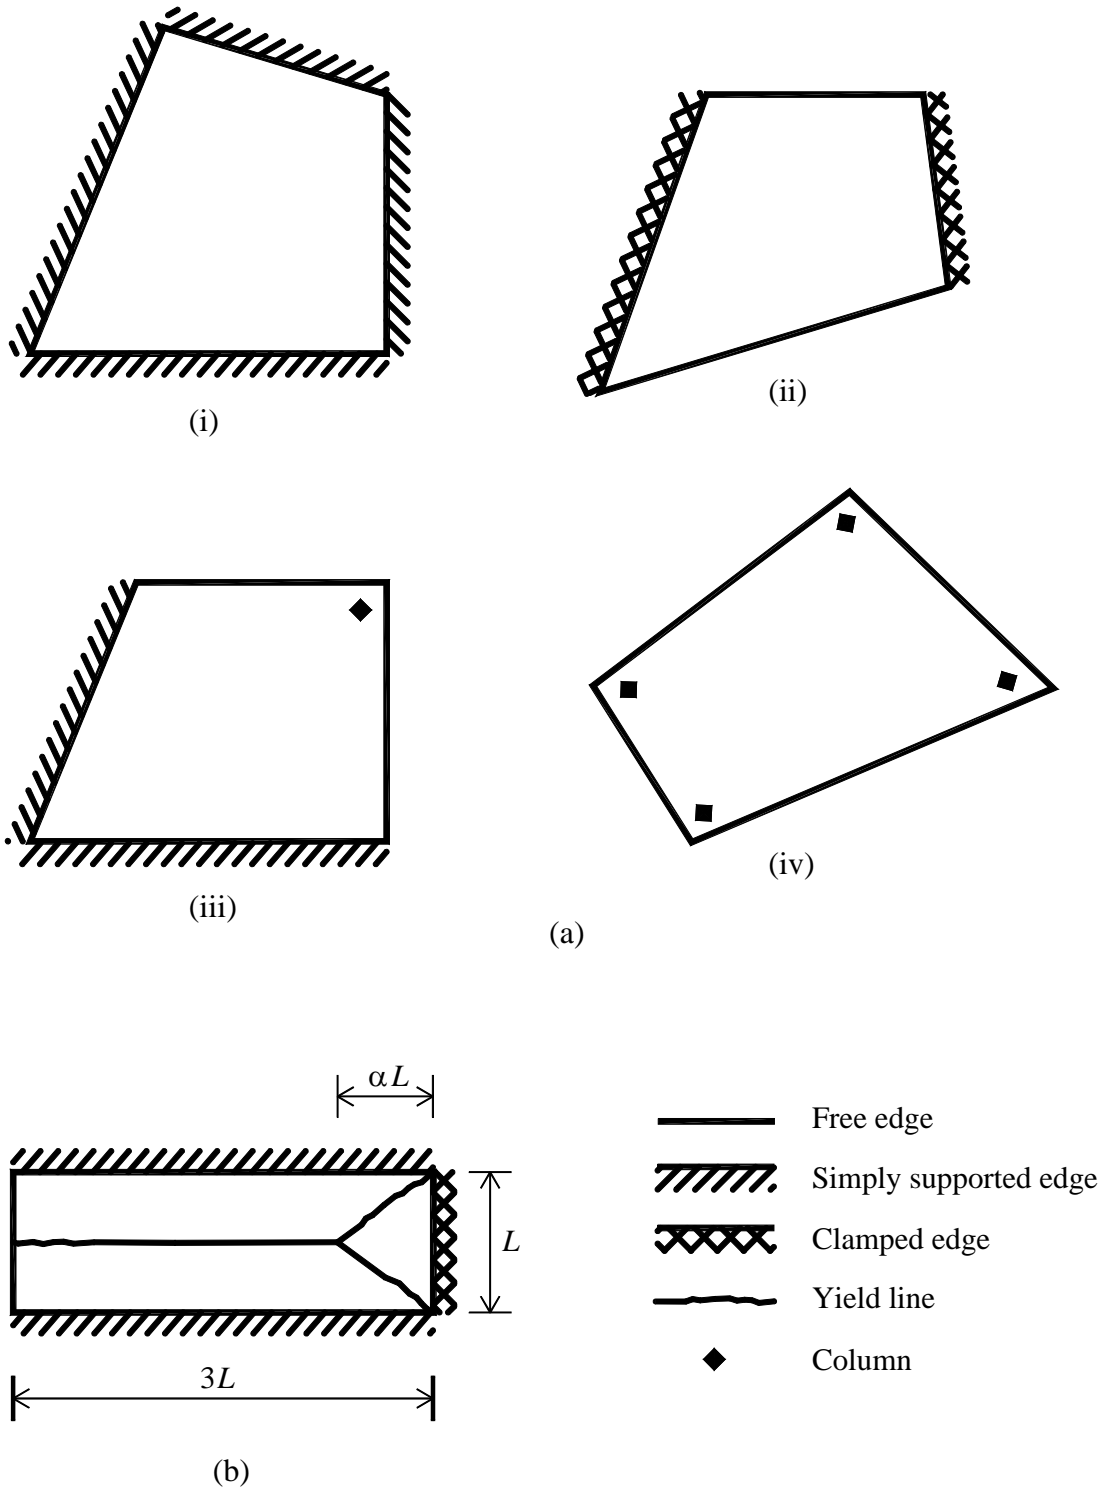 (i)
(ii)
(iii)
(iv)
(a)
αL
L
3L
(b)
Free edge
Simply supported edge
Clamped edge
Yield line
Column